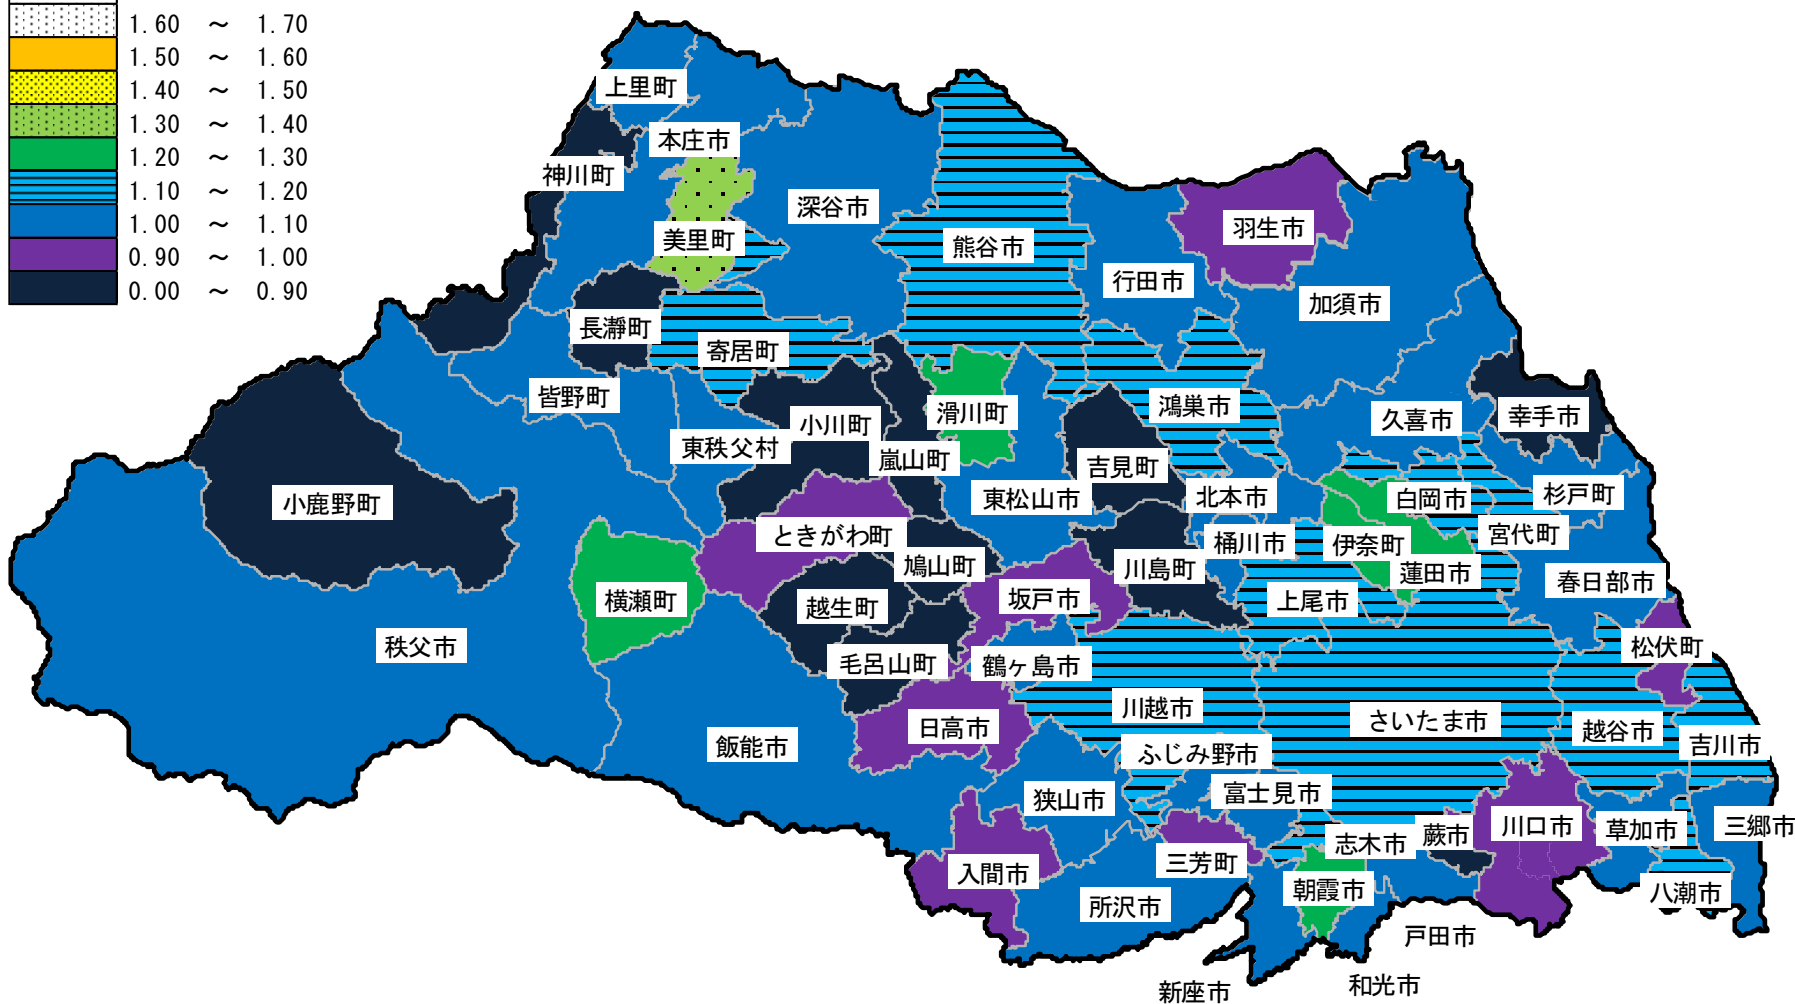 1.60 ～ 1.70
1.50 ～ 1.60
1.40 ～ 1.50
1.30 ～ 1.40
1.20 ～ 1.30
1.10 ～ 1.20
1.00 ～ 1.10
0.90 ～ 1.00
0.00 ～ 0.90
上里町
本庄市
神川町
深谷市
美里町
熊谷市
羽生市
行田市
加須市
長瀞町
寄居町
皆野町
小川町
滑川町
鴻巣市
久喜市
幸手市
東秩父村
嵐山町
吉見町
小鹿野町
東松山市
北本市
白岡市
杉戸町
ときがわ町
桶川市
伊奈町
宮代町
鳩山町
川島町
蓮田市
春日部市
横瀬町
越生町
坂戸市
上尾市
秩父市
毛呂山町
鶴ヶ島市
松伏町
日高市
川越市
さいたま市
越谷市
飯能市
ふじみ野市
吉川市
狭山市
富士見市
志木市
蕨市
川口市
草加市
三郷市
入間市
三芳町
朝霞市
八潮市
所沢市
戸田市
新座市
和光市